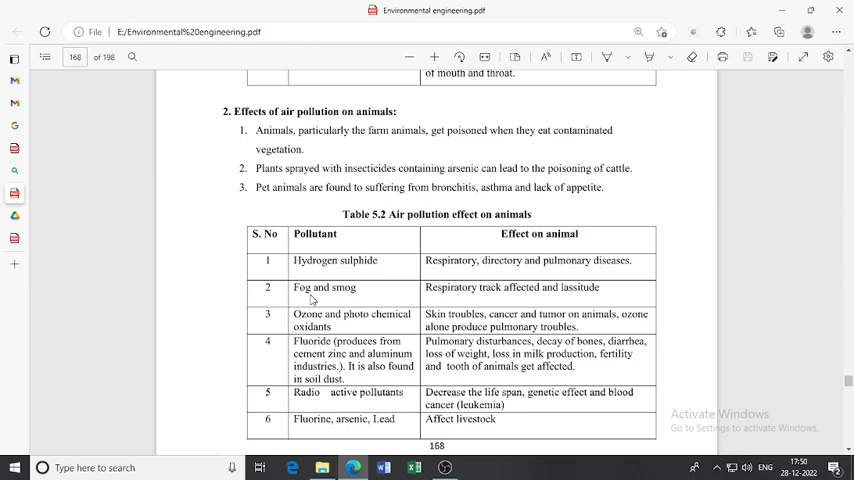 Environmental engineering.pdf
File E:/Environmental%20engineering.pdf
168 of 198
of mouth and throat.
2. Effects of air pollution on animals:
1. Animals, particularly the farm animals, get poisoned when they eat contaminated
vegetation.
2. Plants sprayed with insecticides containing arsenic can lead to the poisoning of cattle.
3. Pet animals are found to suffering from bronchitis, asthma and lack of appetite.
Table 5.2 Air pollution effect on animals
S. No Pollutant Effect on animal
1 Hydrogen sulphide Respiratory, directory and pulmonary diseases.
2 Fog and smog Respiratory track affected and lassitude
3 Ozone and photo chemical Skin troubles, cancer and tumor on animals, ozone
oxidants alone produce pulmonary troubles.
4 Fluoride (produces from Pulmonary disturbances, decay of bones, diarrhea,
cement zinc and aluminum loss of weight, loss in milk production, fertility
industries.). It is also found and tooth of animals get affected.
in soil dust.
5 Radio active pollutants Decrease the life span, genetic effect and blood
cancer (leukemia)
6 Fluorine, arsenic, Lead Affect livestock
168
Activate Windows
Go to Settings to activate Windows.
Type here to search
ENG
17:50
28-12-2022
2